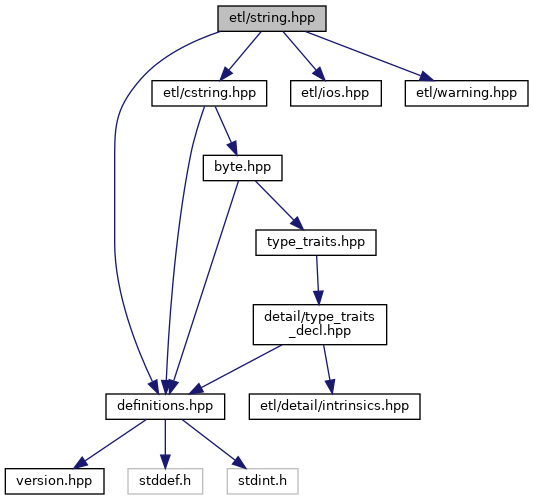 etl/string.hpp
etl/cstring.hpp
etl/ios.hpp
etl/warning.hpp
byte.hpp
type_traits.hpp
detail/type_traits
_decl.hpp
definitions.hpp
etl/detail/intrinsics.hpp
version.hpp
stddef.h
stdint.h